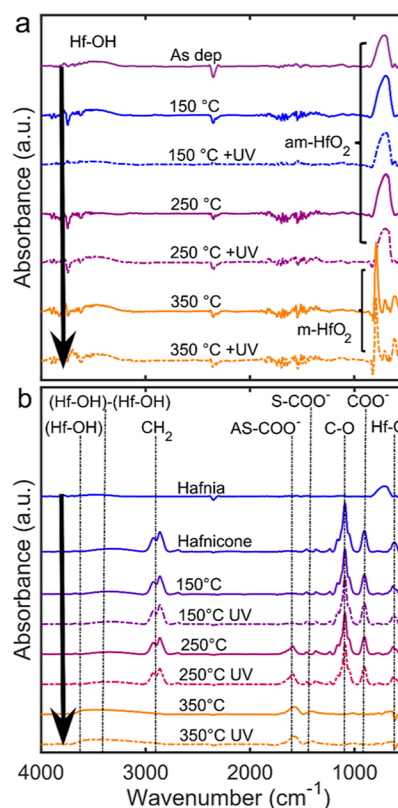 a
Hf-OH
As dep
150 °C
150 °C +UV
am-HfO2
250 °C
250 °C +UV
350 °C
m-HfO2
350 °C +UV
Absorbance (a.u.)
b
(Hf-OH)-(Hf-OH)
S-COO-
COO-
(Hf-OH)
CH2
AS-COO-
C-O
Hf-O
Hafnia
Hafnicone
150°C
150°C UV
250°C
250°C UV
350°C
350°C UV
Absorbance (a.u.)
4000
3000
2000
1000
Wavenumber (cm-1)